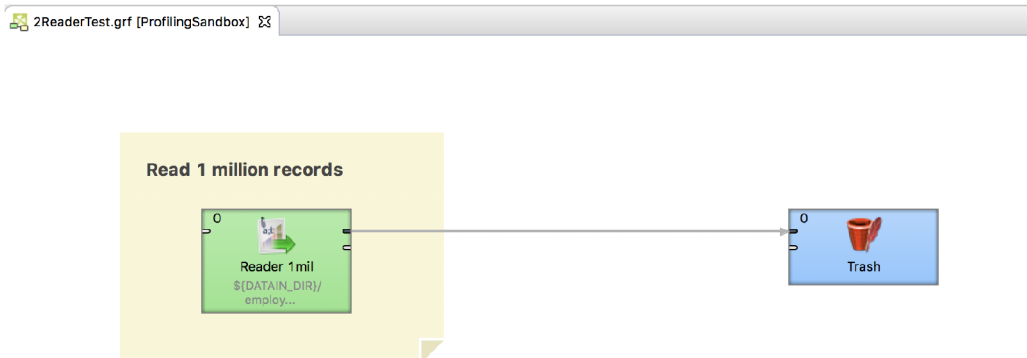 2ReaderTest.grf [ProfilingSandbox]
Read 1 million records
0
Reader 1mil
${DATAIN_DIR}/
employ...
0
Trash